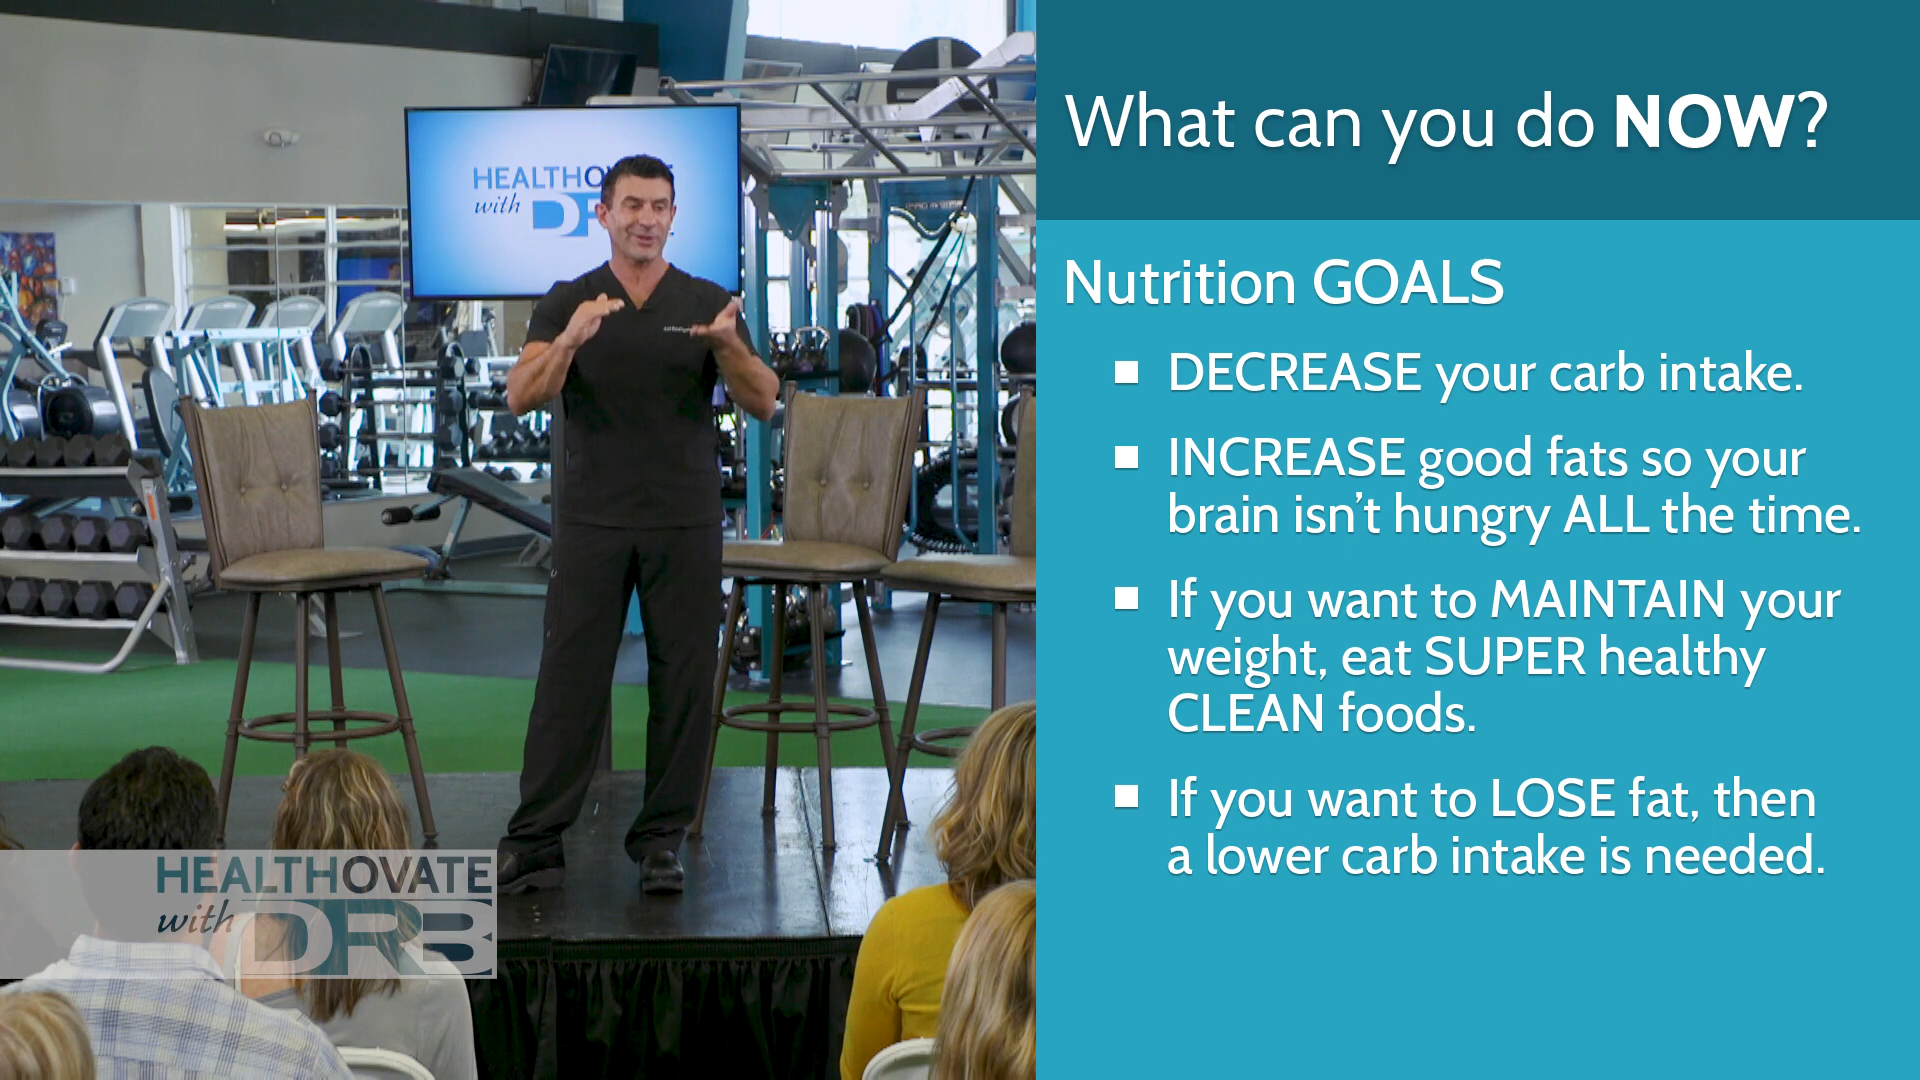 What can you do NOW?
Nutrition GOALS
DECREASE your carb intake.
INCREASE good fats so your
brain isn't hungry ALL the time.
If you want to MAINTAIN your
weight, eat SUPER healthy
CLEAN foods.
If you want to LOSE fat, then
a lower carb intake is needed.
HEALTHOVATE
with DRB
with